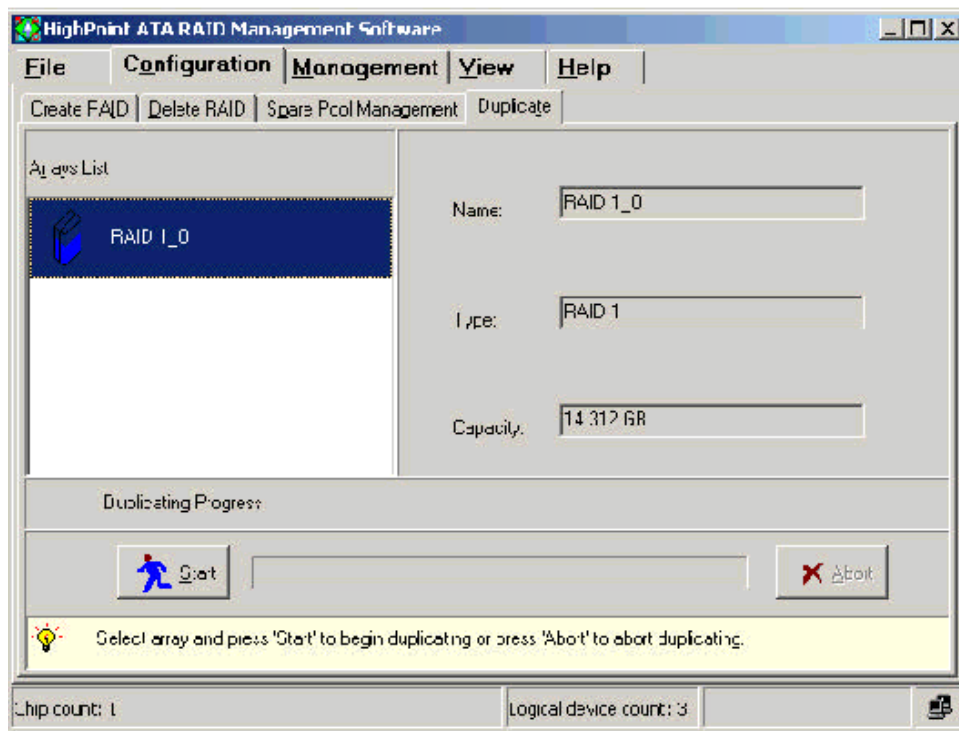 HighPoint ATA RAID Management Software
File Configuration Management View Help
Create RAID Delete RAID Spare Pool Management Duplicate
Arrays List
RAID 1_0
Name: RAID 1_0
Type: RAID 1
Capacity: 14.312 GB
Duplicating Progress
Start Abort
Select array and press 'Start' to begin duplicating or press 'Abort' to abort duplicating.
Chip count: 1 Logical device count: 3